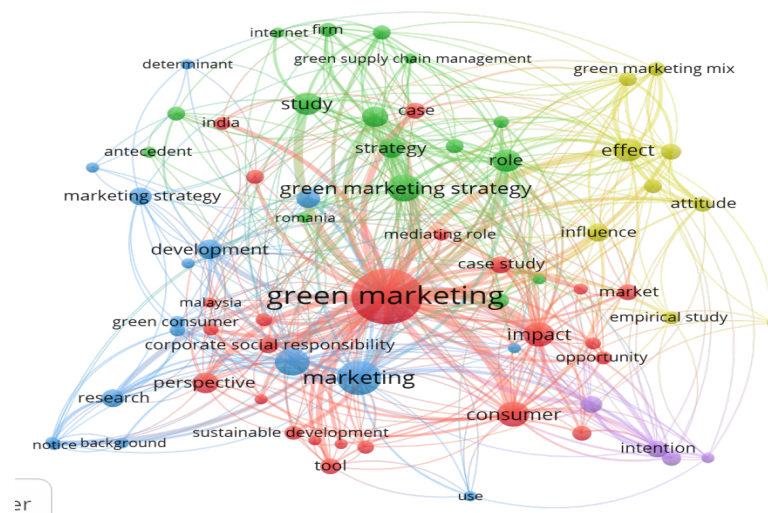 internet firm
green supply chain management
determinant
green marketing mix
study
case
india
antecedent
strategy
role
effect
marketing strategy
green marketing strategy
attitude
romania
mediating role
influence
development
case study
malaysia
green marketing
market
green consumer
empirical study
corporate social responsibility
impact
opportunity
perspective
marketing
research
consumer
notice background
sustainable development
intention
tool
use
er